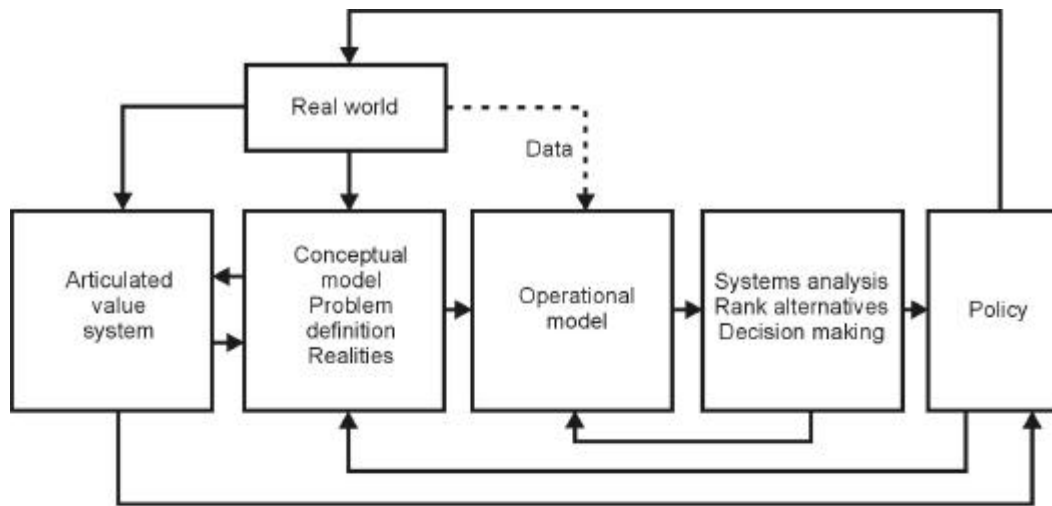 Real world
Data
Articulated
value
system
Conceptual
model
Problem
definition
Realities
Operational
model
Systems analysis
Rank alternatives
Decision making
Policy